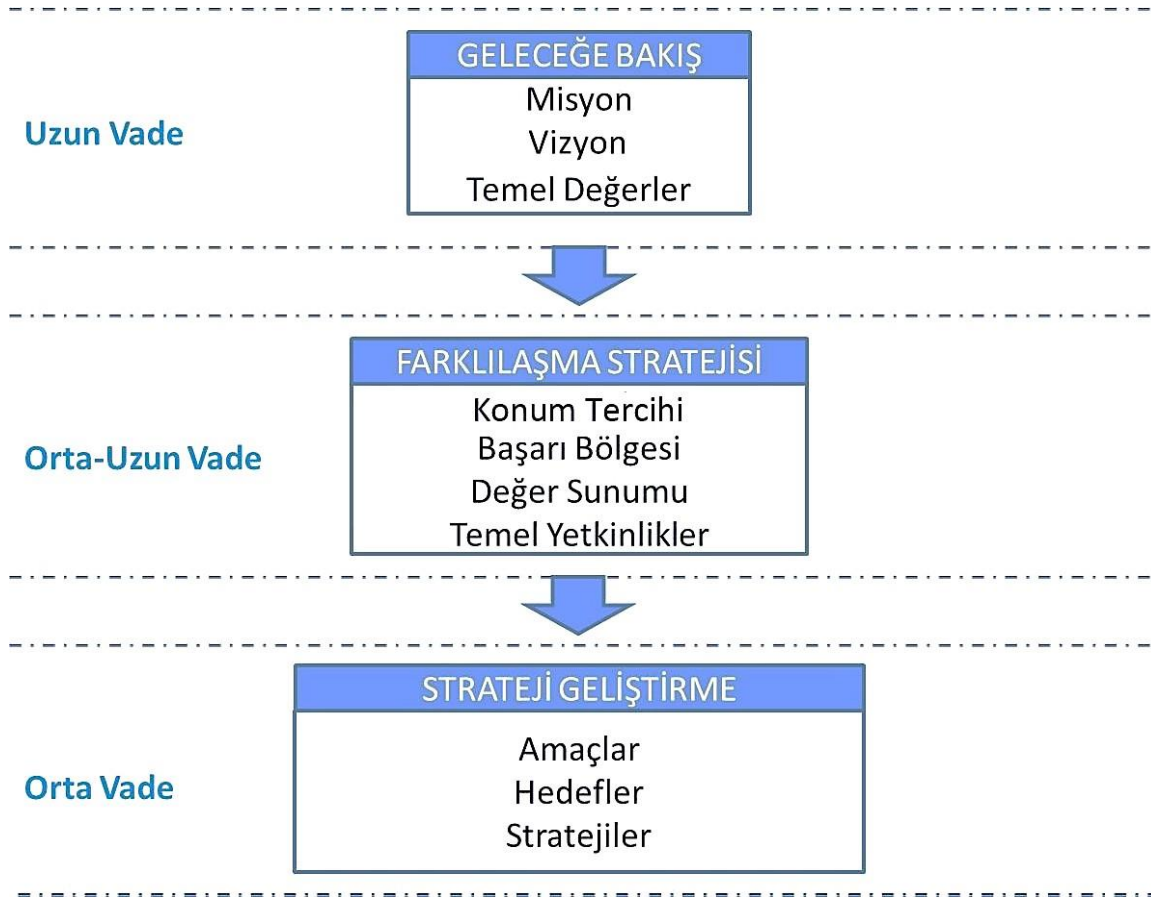 GELECEĞE BAKIŞ
Misyon
Uzun Vade
Vizyon
Temel Değerler
FARKLILAŞMA STRATEJİSİ
Konum Tercihi
Başarı Bölgesi
Orta-Uzun Vade
Değer Sunumu
Temel Yetkinlikler
STRATEJİ GELİŞTİRME
Amaçlar
Orta Vade
Hedefler
Stratejiler